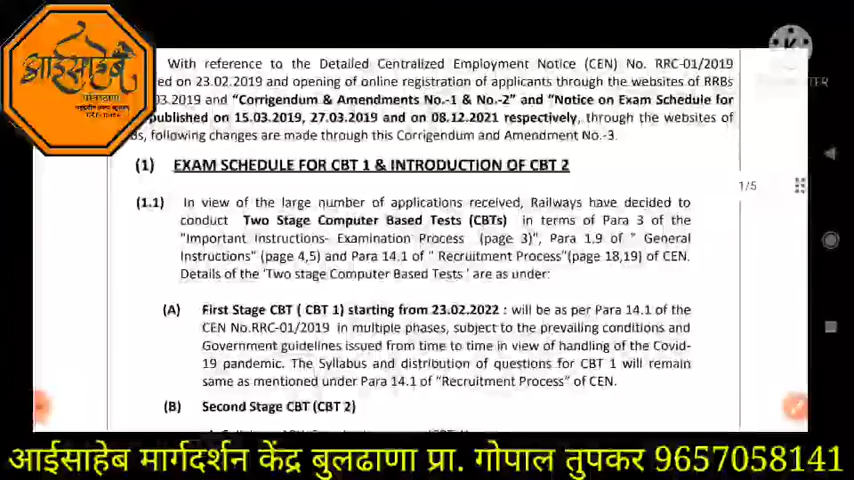 आईसाहेब
बुलढाणा
With reference to the Detailed Centralized Employment Notice (CEN) No. RRC-01/2019
ed on 23.02.2019 and opening of online registration of applicants through the websites of RRBs
03.2019 and "Corrigendum & Amendments No.-1 & No.-2" and "Notice on Exam Schedule for
published on 15.03.2019, 27.03.2019 and on 08.12.2021 respectively, through the websites of
s, following changes are made through this Corrigendum and Amendment No.-3.
(1) EXAM SCHEDULE FOR CBT 1 & INTRODUCTION OF CBT 2
1/5
(1.1) In view of the large number of applications received, Railways have decided to
conduct Two Stage Computer Based Tests (CBTs) in terms of Para 3 of the
"Important Instructions- Examination Process (page 3)", Para 1.9 of " General
Instructions" (page 4,5) and Para 14.1 of " Recruitment Process"(page 18,19) of CEN.
Details of the 'Two stage Computer Based Tests ' are as under:
(A) First Stage CBT ( CBT 1) starting from 23.02.2022 : will be as per Para 14.1 of the
CEN No.RRC-01/2019 in multiple phases, subject to the prevailing conditions and
Government guidelines issued from time to time in view of handling of the Covid-
19 pandemic. The Syllabus and distribution of questions for CBT 1 will remain
same as mentioned under Para 14.1 of "Recruitment Process" of CEN.
(B) Second Stage CBT (CBT 2)
आईसाहेब मार्गदर्शन केंद्र बुलढाणा प्रा. गोपाल तुपकर 9657058141